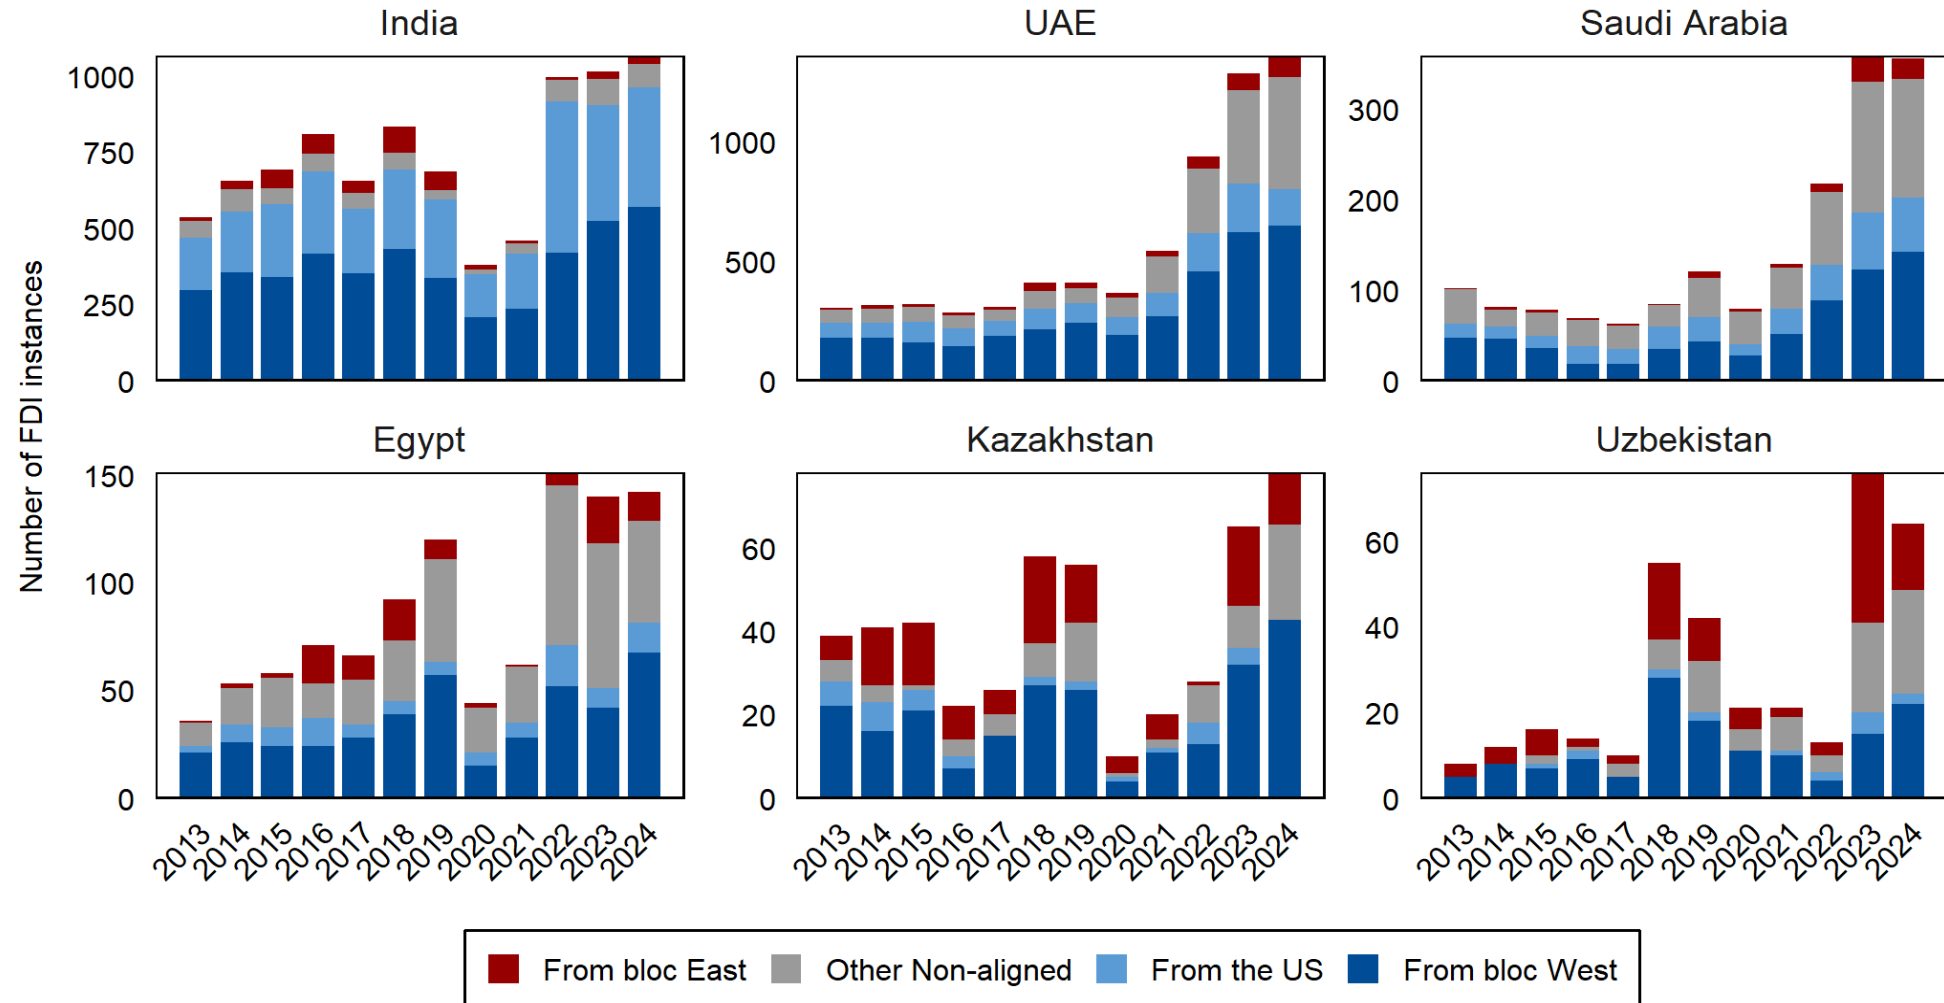 India
UAE
Saudi Arabia
1000
750
500
250
0
1000
500
0
300
200
100
0
Number of FDI instances
Egypt
Kazakhstan
Uzbekistan
150
100
50
0
60
40
20
0
60
40
20
0
2013 2014 2015 2016 2017 2018 2019 2020 2021 2022 2023 2024
2013 2014 2015 2016 2017 2018 2019 2020 2021 2022 2023 2024
2013 2014 2015 2016 2017 2018 2019 2020 2021 2022 2023 2024
From bloc East Other Non-aligned From the US From bloc West